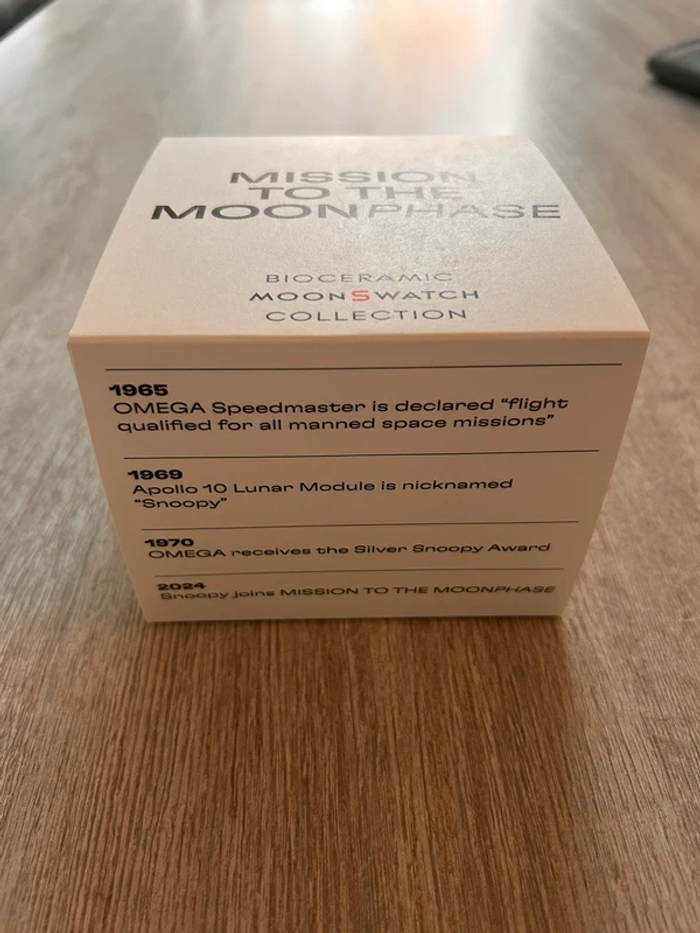 MISSION
TO THE
MOONPHASE
BIOCERAMIC
MOONSWATCH
COLLECTION
1965
OMEGA Speedmaster is declared “flight
qualified for all manned space missions”
1969
Apollo 10 Lunar Module is nicknamed
“Snoopy”
1970
OMEGA receives the Silver Snoopy Award
2024
Snoopy joins MISSION TO THE MOONPHASE